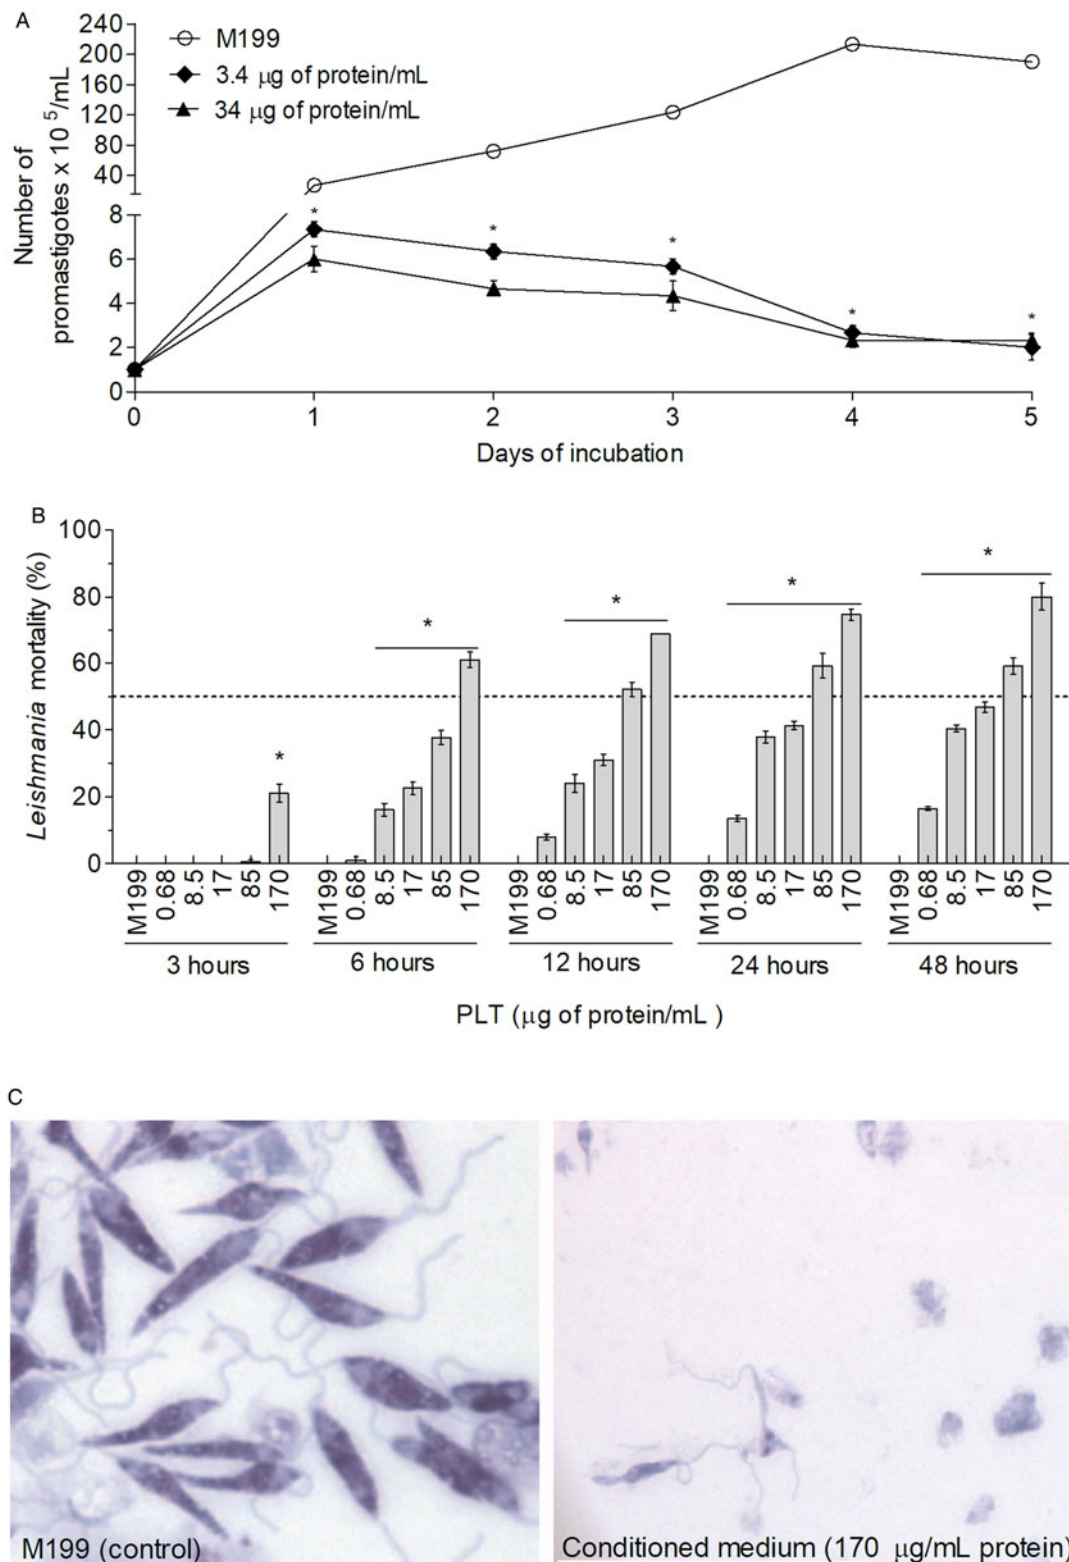 A
M199
3.4 μg of protein/mL
34 μg of protein/mL
Number of
promastigotes x 10 5/mL
240
200
160
120
80
40
8
6
4
2
0
* * * * *
0 1 2 3 4 5
Days of incubation
B
Leishmania mortality (%)
100
80
60
40
20
0
* * * * *
M199 0.68 8.5 17 85 170 M199 0.68 8.5 17 85 170 M199 0.68 8.5 17 85 170 M199 0.68 8.5 17 85 170 M199 0.68 8.5 17 85 170
3 hours 6 hours 12 hours 24 hours 48 hours
PLT (μg of protein/mL )
C
M199 (control)
Conditioned medium (170 μg/mL protein)